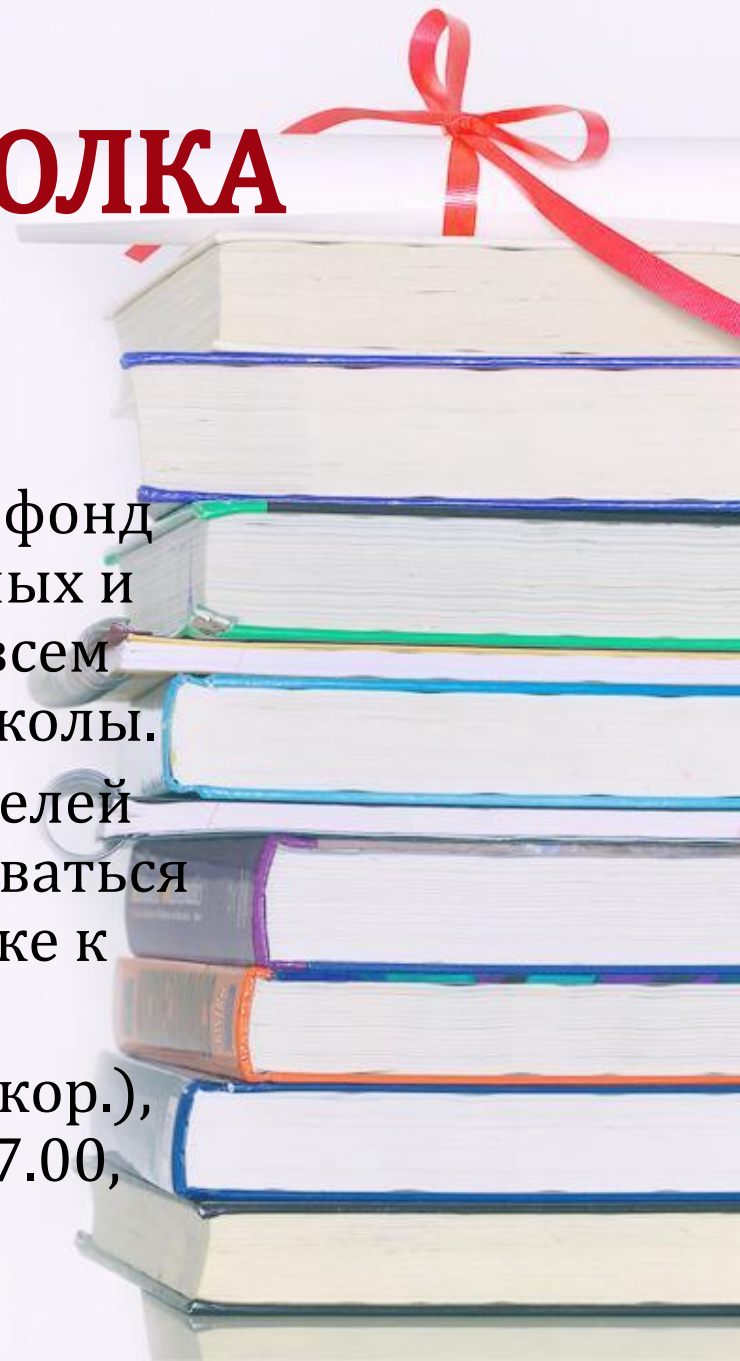 ОЛКА
фонд
ных и
всем
колы.
елей
ваться
ке к
кор.),
7.00,